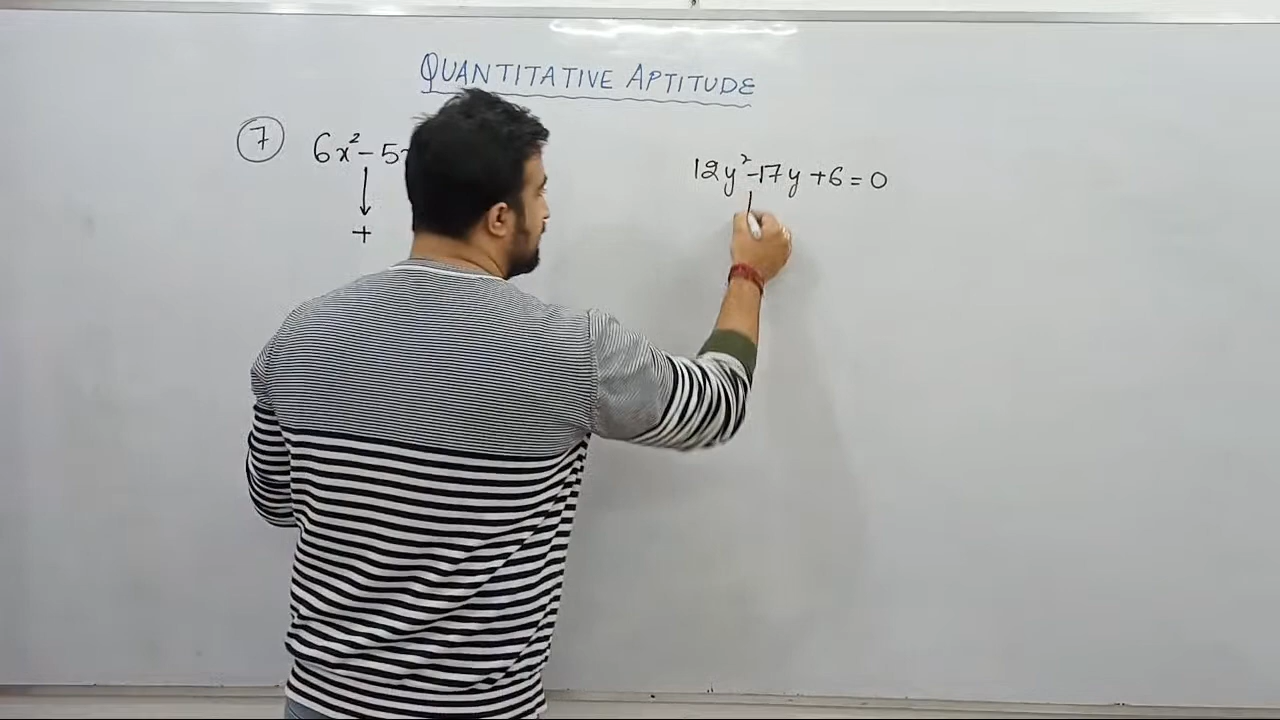 QUANTITATIVE APTITUDE
7 6x² - 5
12y² - 17y + 6 = 0
+